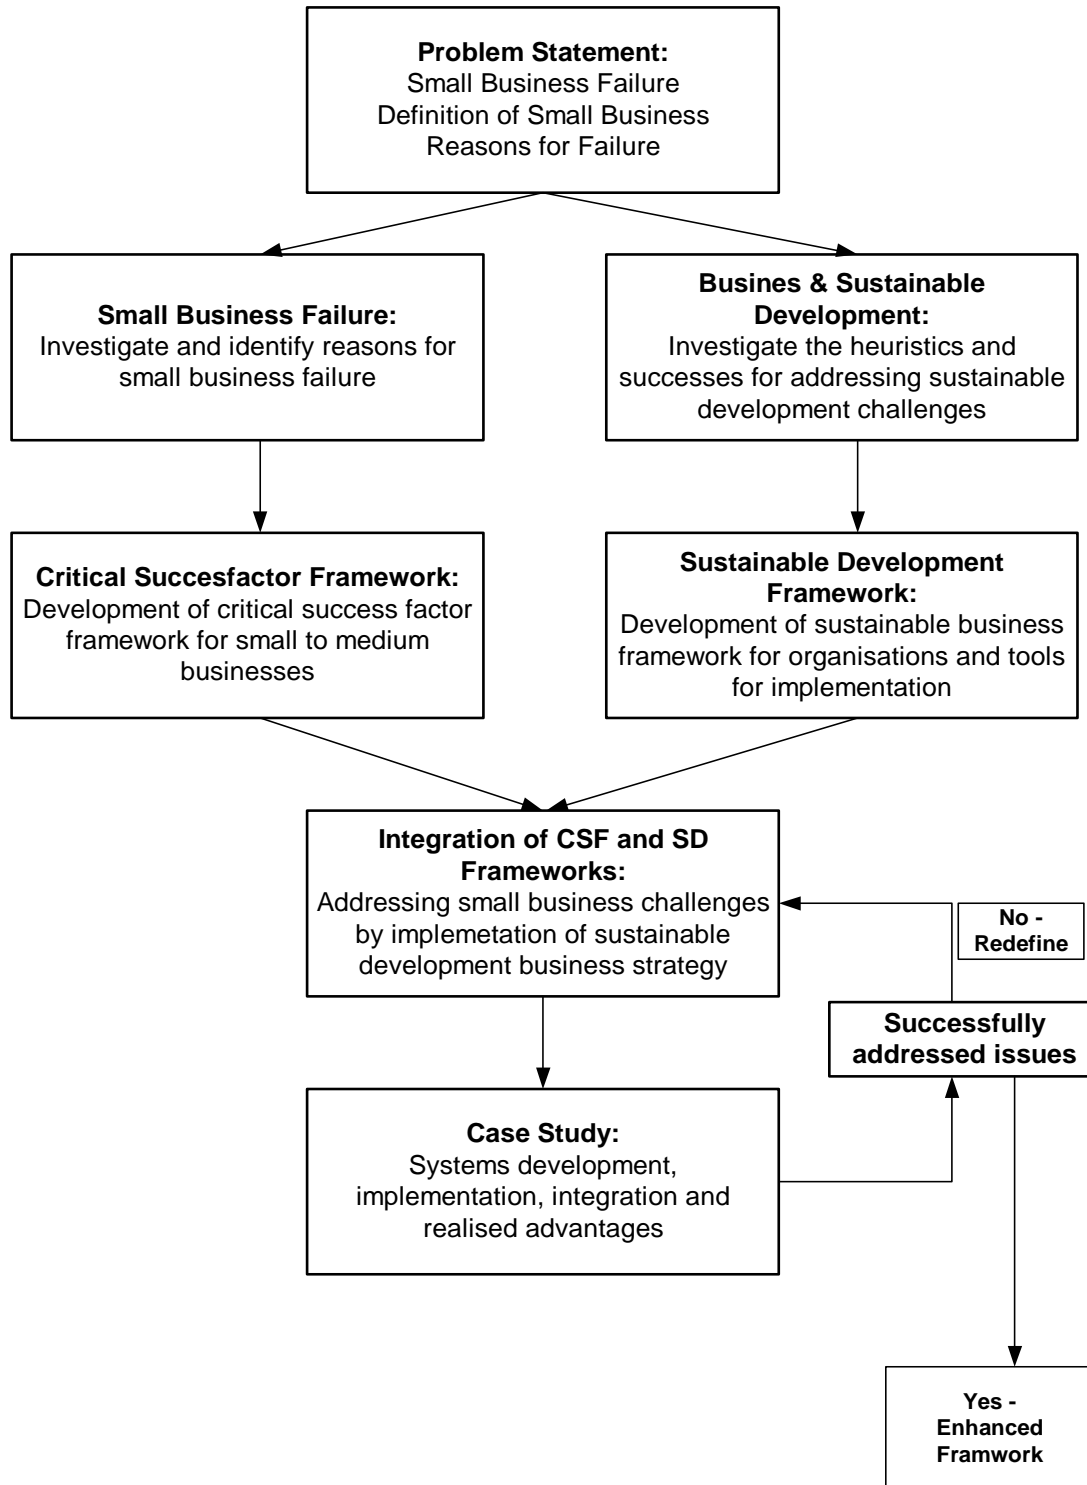 Problem Statement:
Small Business Failure
Definition of Small Business
Reasons for Failure
Small Business Failure:
Investigate and identify reasons for
small business failure
Busines & Sustainable
Development:
Investigate the heuristics and
successes for addressing sustainable
development challenges
Critical Succesfactor Framework:
Development of critical success factor
framework for small to medium
businesses
Sustainable Development
Framework:
Development of sustainable business
framework for organisations and tools
for implementation
Integration of CSF and SD
Frameworks:
Addressing small business challenges
by implemetation of sustainable
development business strategy
No -
Redefine
Successfully
addressed issues
Case Study:
Systems development,
implementation, integration and
realised advantages
Yes -
Enhanced
Framwork